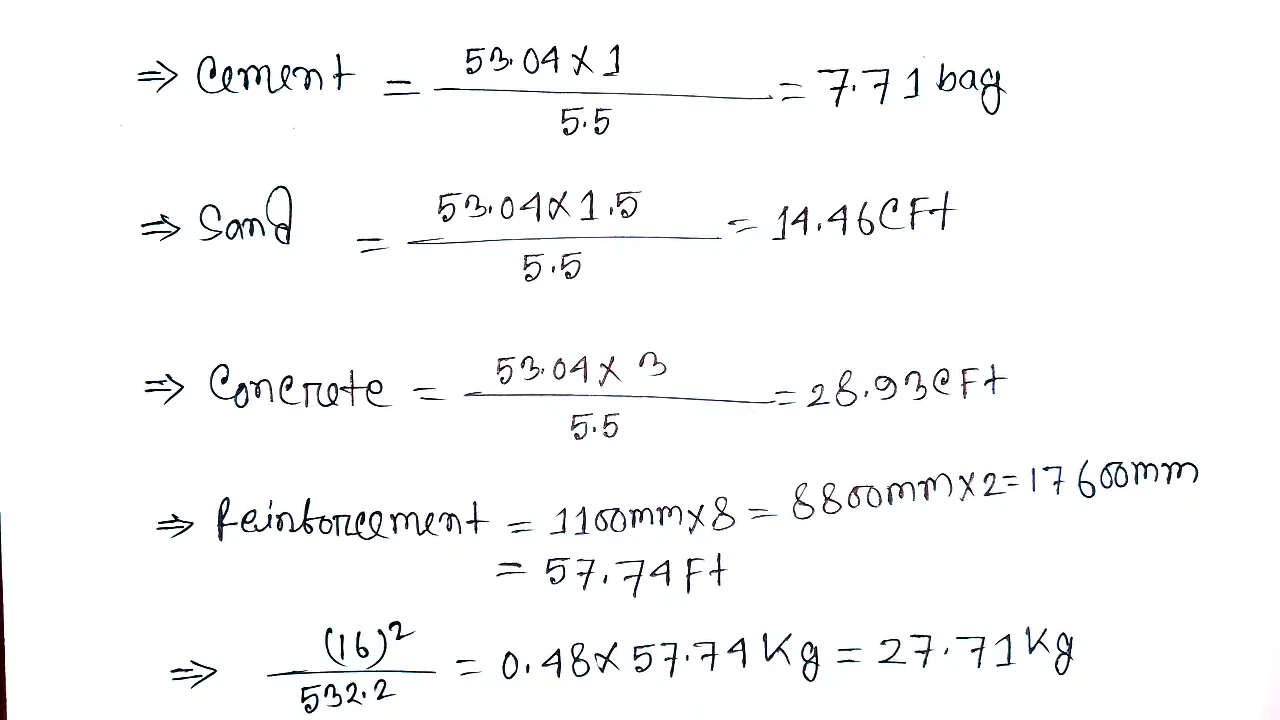 ⇒ Cement = 53.04 × 1 / 5.5 = 7.71 bag
⇒ Sand = 53.04 × 1.5 / 5.5 = 14.46 CFt
⇒ Concrete = 53.04 × 3 / 5.5 = 28.93 CFt
⇒ Reinforcement = 1100mm × 8 = 8800mm × 2 = 17600mm
= 57.74 Ft
⇒ (16)² / 532.2 = 0.48 × 57.74 Kg = 27.71 Kg